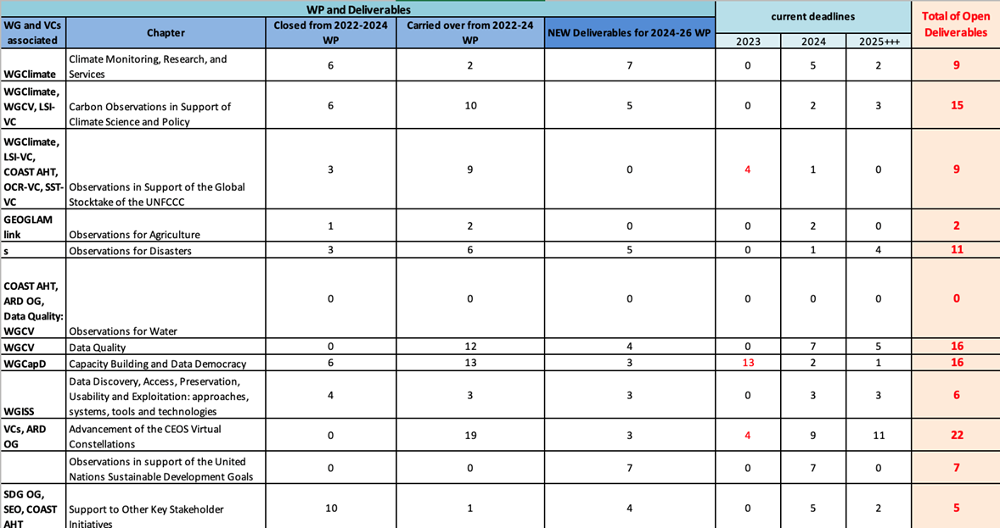 WP and Deliverables
current deadlines
Total of Open
Deliverables
WG and VCs
associated
Chapter
Closed from 2022-2024
WP
Carried over from 2022-24
WP
NEW Deliverables for 2024-26 WP
2023 2024 2025+++
WGClimate
Climate Monitoring, Research, and
Services
6 2 7 0 5 2 9
WGClimate,
WGCV, LSI-
VC
Carbon Observations in Support of
Climate Science and Policy
6 10 5 0 2 3 15
WGClimate,
LSI-VC,
COAST AHT,
OCR-VC, SST-
VC
Observations in Support of the Global
Stocktake of the UNFCCC
3 9 0 4 1 0 9
GEOGLAM
link
Observations for Agriculture
1 2 0 0 2 0 2
s Observations for Disasters 3 6 5 0 1 4 11
COAST AHT,
ARD OG,
Data Quality:
WGCV
Observations for Water
0 0 0 0 0 0 0
WGCV Data Quality 0 12 4 0 7 5 16
WGCapD Capacity Building and Data Democracy 6 13 3 13 2 1 16
WGISS
Data Discovery, Access, Preservation,
Usability and Exploitation: approaches,
systems, tools and technologies
4 3 3 0 3 3 6
VCs, ARD
OG
Advancement of the CEOS Virtual
Constellations
0 19 3 4 9 11 22
Observations in support of the United
Nations Sustainable Development Goals
0 0 7 0 7 0 7
SDG OG,
SEO, COAST
AHT
Support to Other Key Stakeholder
Initiatives
10 1 4 0 5 2 5